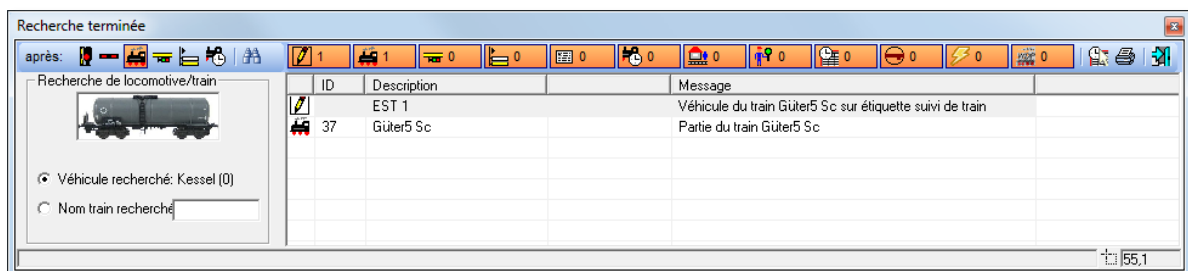 Recherche terminée
après: 1 1 0 0 0 0 0 0 0 0 0 0
Recherche de locomotive/train
ID Description Message
EST 1 Véhicule du train Güter5 Sc sur étiquette suivi de train
37 Güter5 Sc Partie du train Güter5 Sc
Véhicule recherché: Kessel (0)
Nom train recherché
55,1